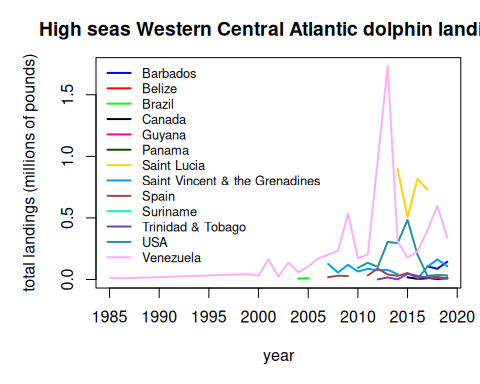 High seas Western Central Atlantic dolphin landi
total landings (millions of pounds)
1.5
1.0
0.5
0.0
Barbados
Belize
Brazil
Canada
Guyana
Panama
Saint Lucia
Saint Vincent & the Grenadines
Spain
Suriname
Trinidad & Tobago
USA
Venezuela
1985 1990 1995 2000 2005 2010 2015 2020
year